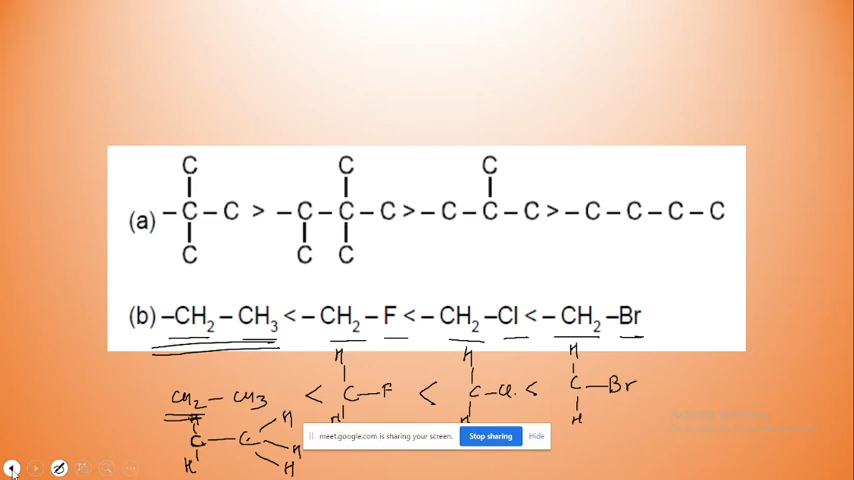 C C C
(a) –C–C > –C–C–C > –C–C–C > –C–C–C–C
C C C
(b) –CH2–CH3 < –CH2–F < –CH2–Cl < –CH2–Br
H H H
CH2 — CH3 < C—F < C—Cl < C—Br
H H H
H H
C — C H
H H
meet.google.com is sharing your screen. Stop sharing Hide